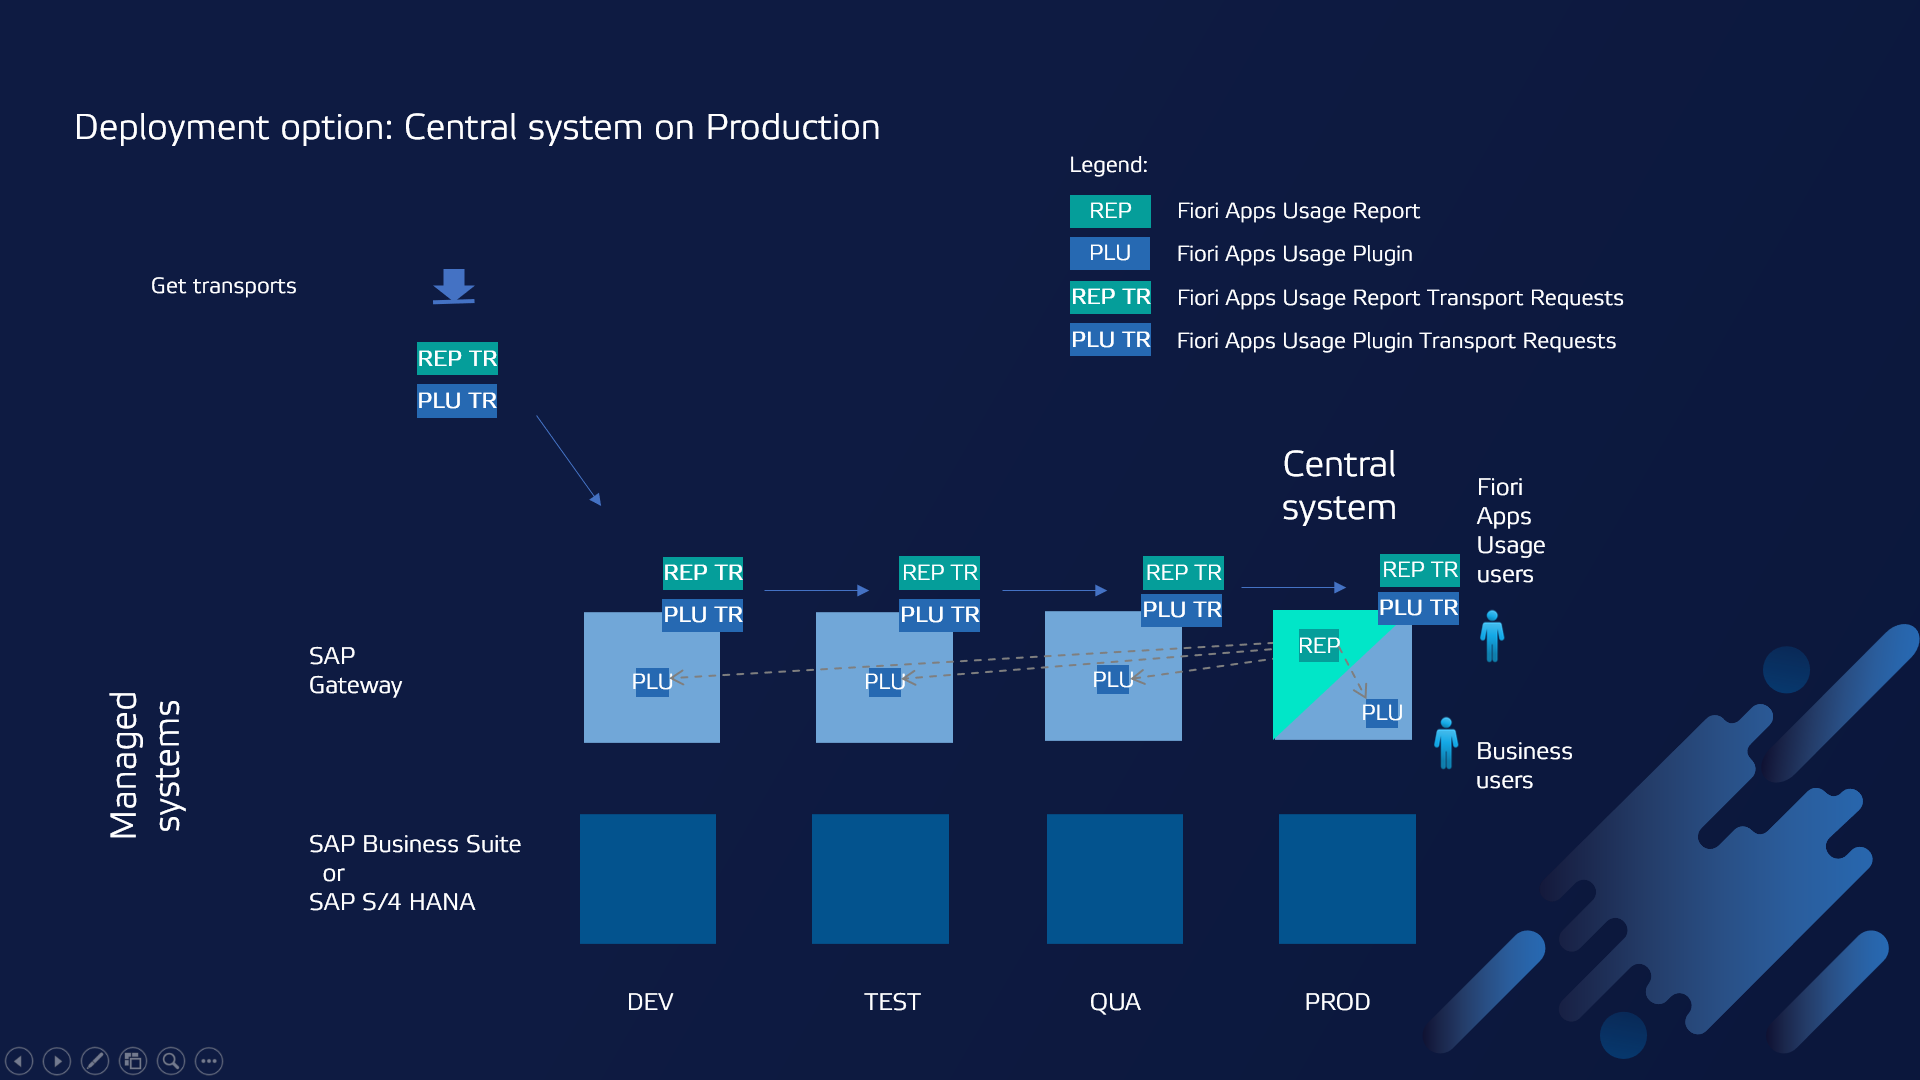 Deployment option: Central system on Production
Legend:
REP
Fiori Apps Usage Report
PLU
Fiori Apps Usage Plugin
REP TR
Fiori Apps Usage Report Transport Requests
PLU TR
Fiori Apps Usage Plugin Transport Requests
Get transports
REP TR
PLU TR
Central
system
Fiori
Apps
Usage
users
REP TR
PLU TR
REP TR
PLU TR
REP TR
PLU TR
REP TR
PLU TR
Managed
systems
SAP
Gateway
PLU
PLU
PLU
REP
PLU
Business
users
SAP Business Suite
or
SAP S/4 HANA
DEV
TEST
QUA
PROD